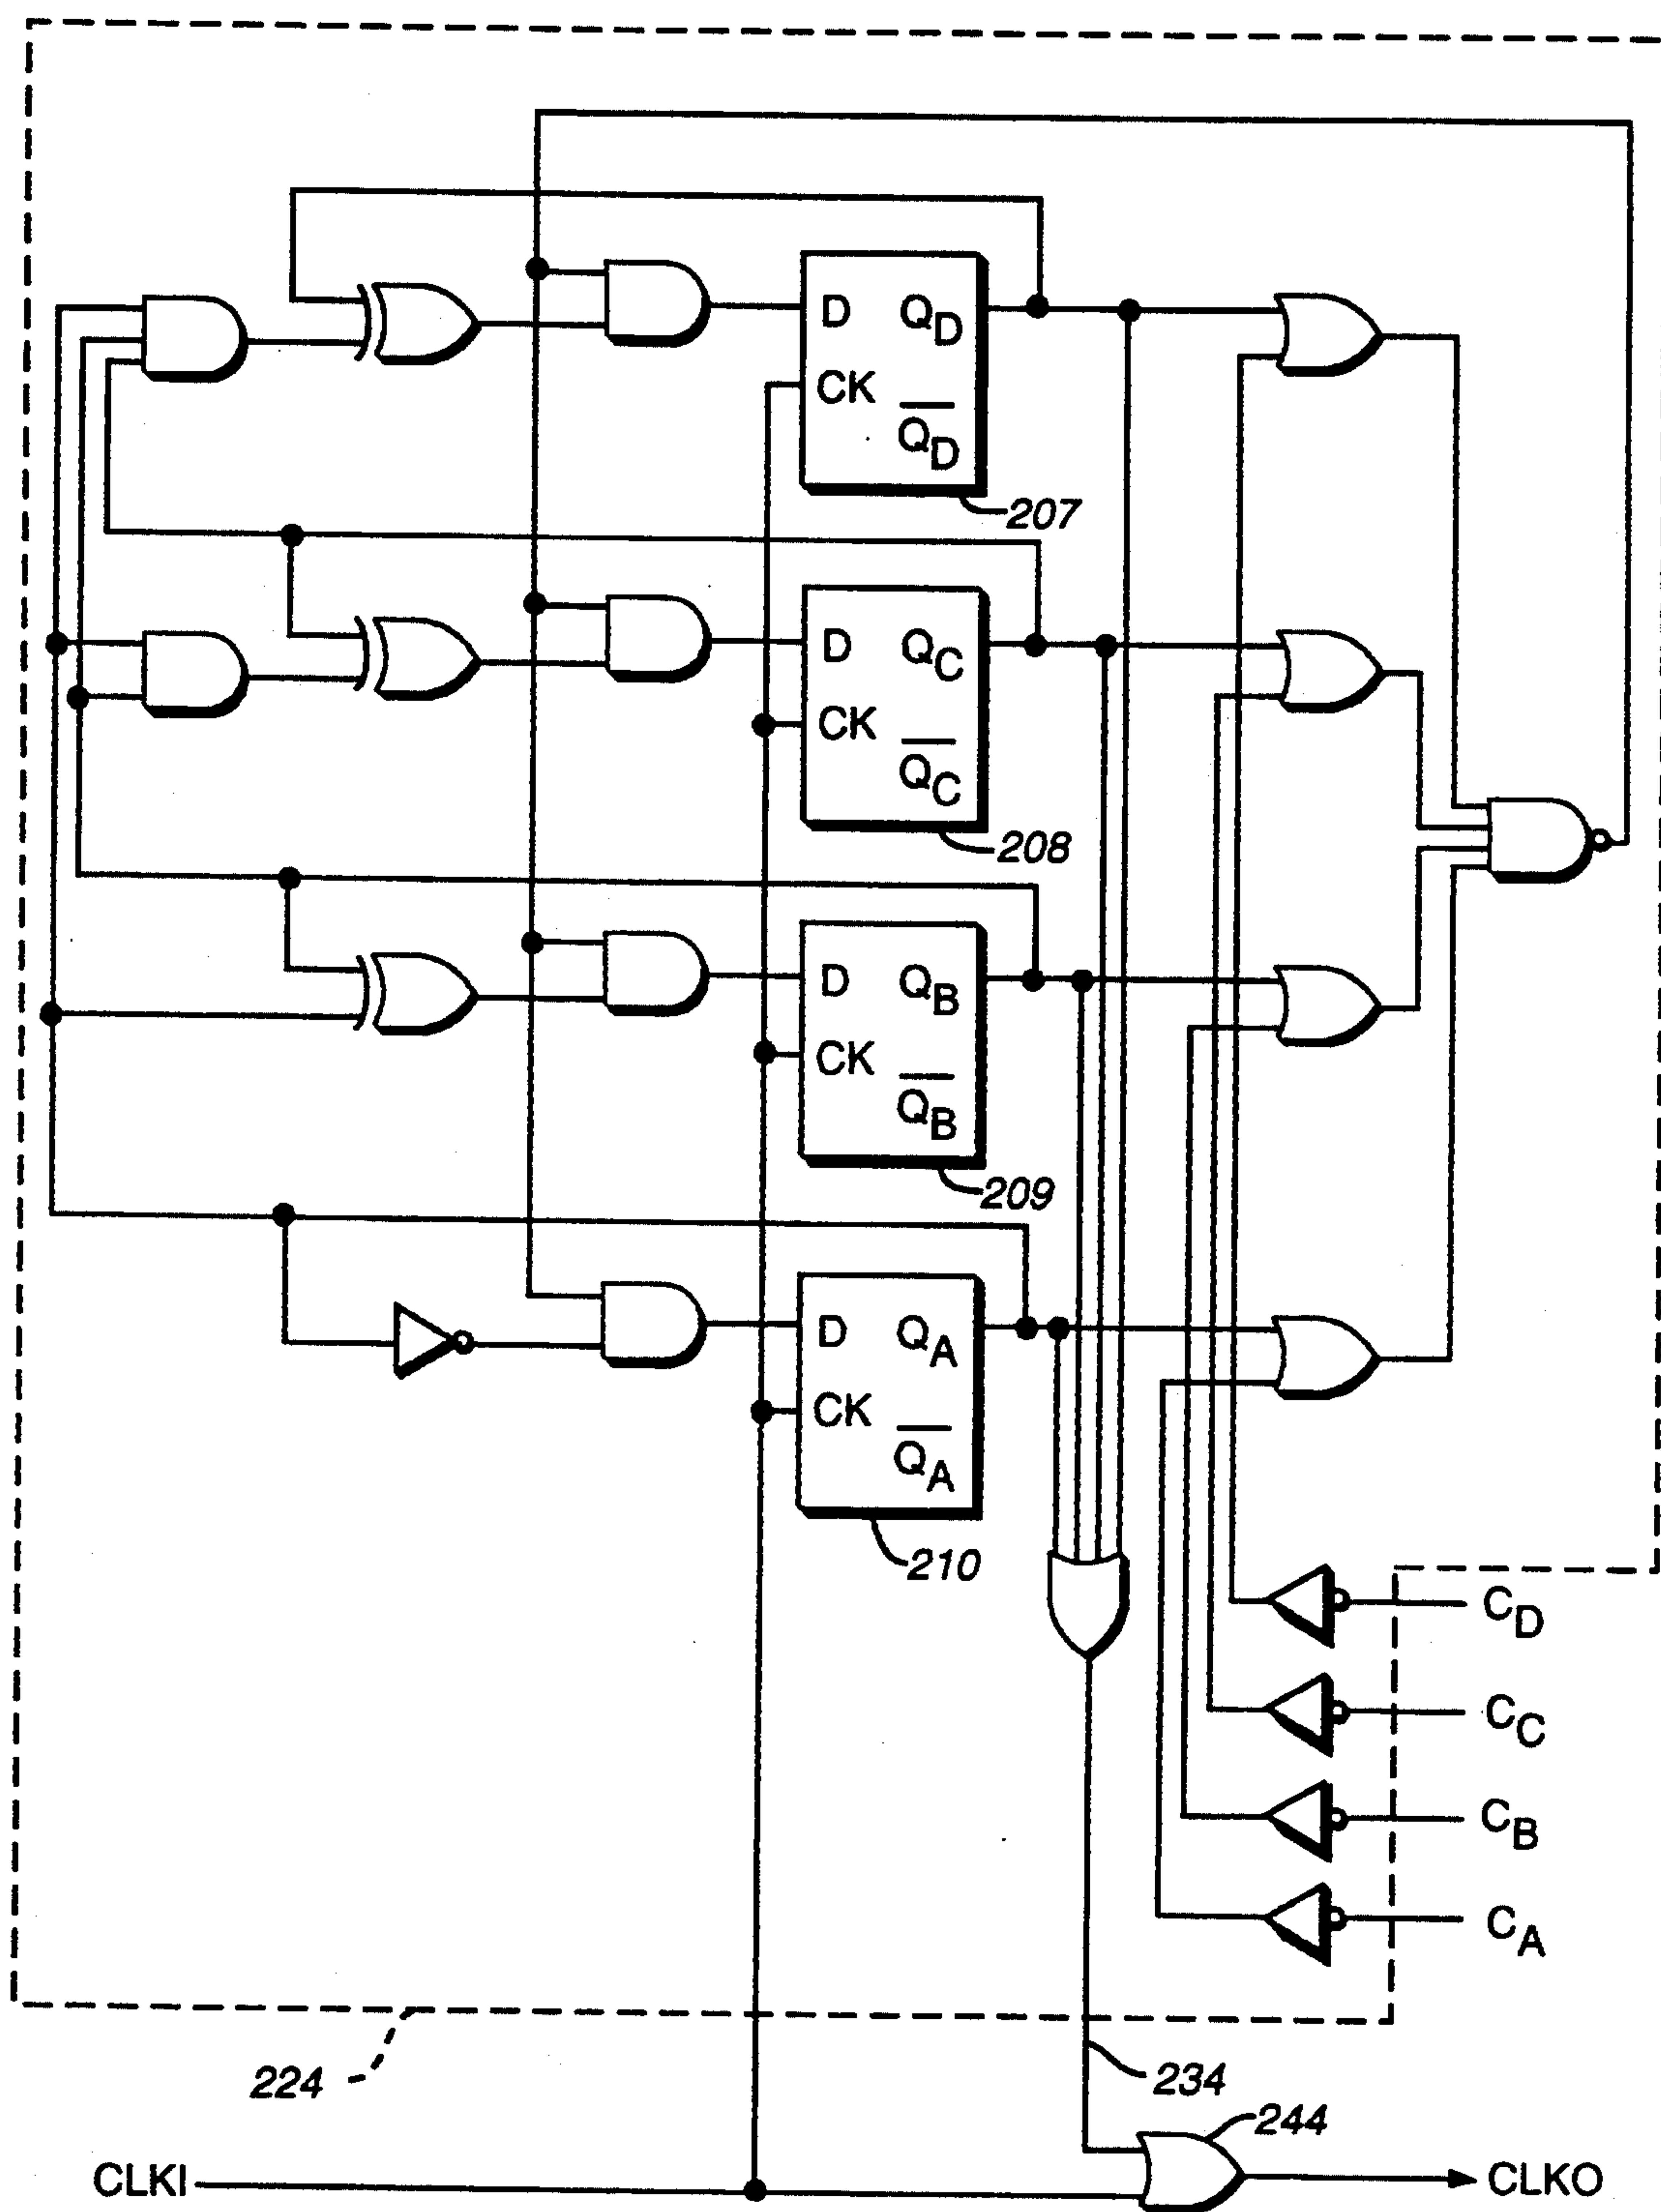 D Q_D
CK
Q̅_D̅
207
D Q_C
CK
Q̅_C̅
208
D Q_B
CK
Q̅_B̅
209
D Q_A
CK
Q̅_A̅
210
C_D
C_C
C_B
C_A
224
234
244
CLKI
CLKO